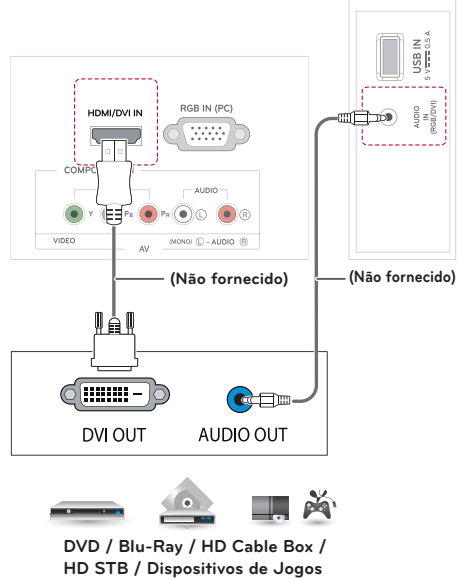 USB IN
5 V 0.5 A
AUDIO
IN
(RGB/DVI)
HDMI/DVI IN
RGB IN (PC)
COMPO IN
AUDIO
Y PB PR L R
VIDEO
AV
(MONO) L - AUDIO R
(Não fornecido)
(Não fornecido)
DVI OUT
AUDIO OUT
DVD / Blu-Ray / HD Cable Box /
HD STB / Dispositivos de Jogos